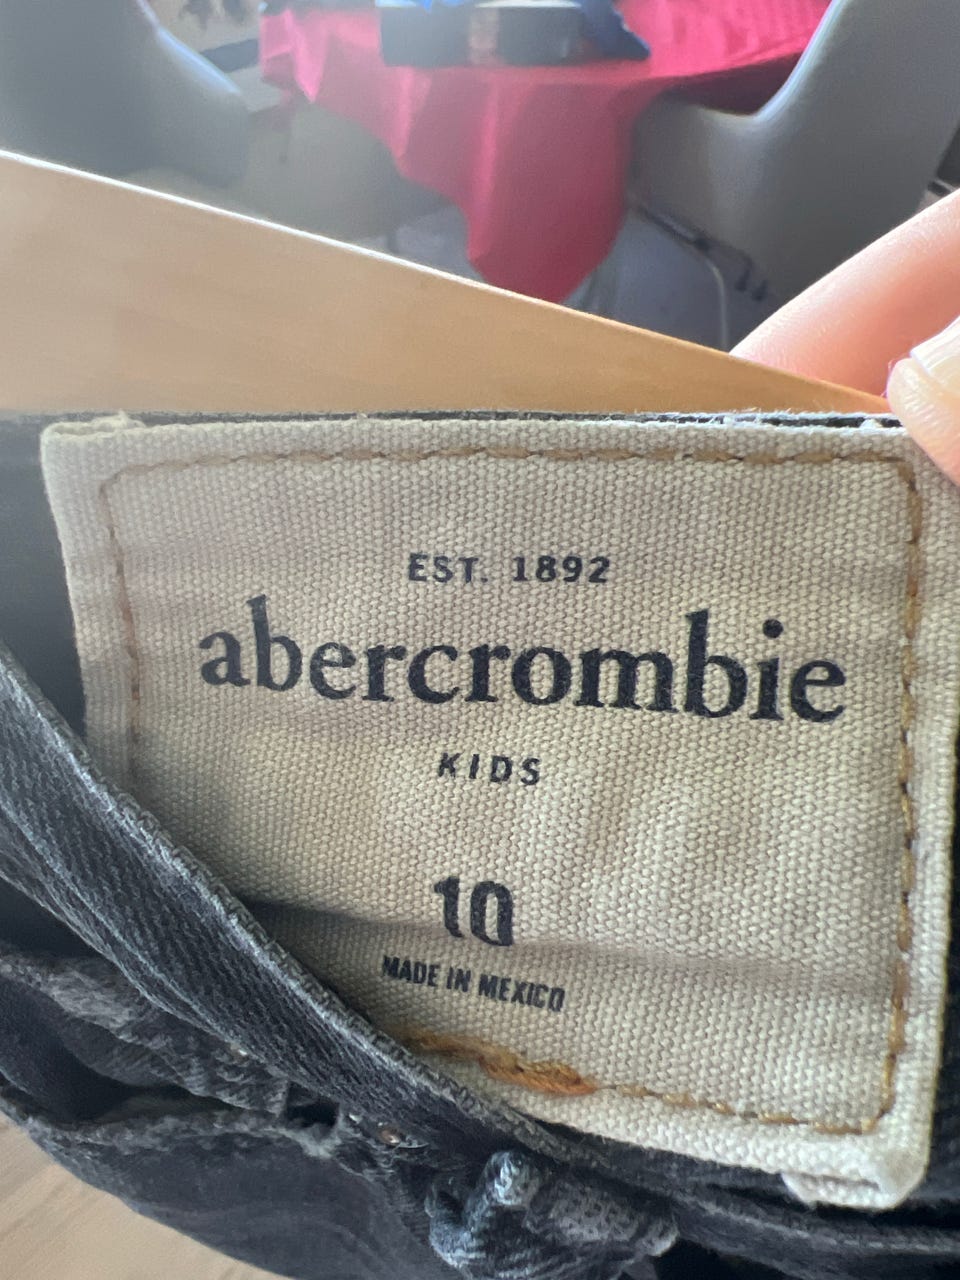 EST. 1892
abercrombie
KIDS
10
MADE IN MEXICO